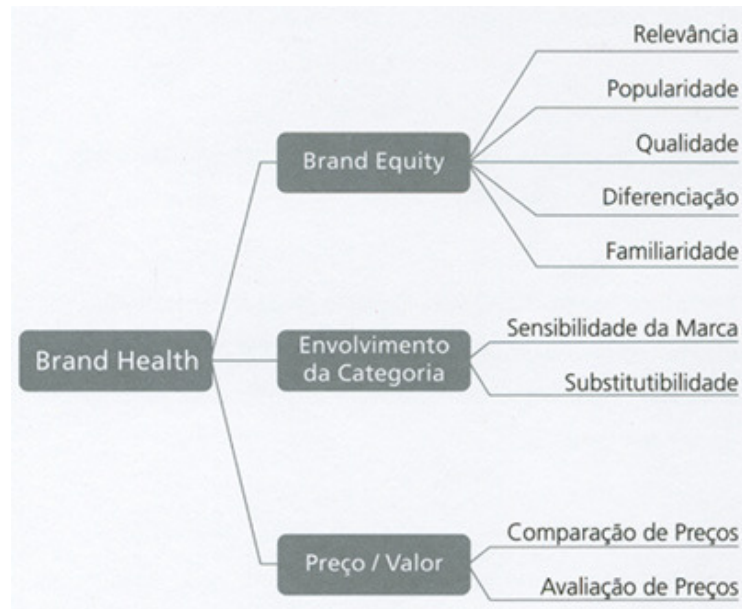 Relevância
Popularidade
Brand Equity
Qualidade
Diferenciação
Familiaridade
Sensibilidade da Marca
Brand Health
Envolvimento
da Categoria
Substitutibilidade
Comparação de Preços
Preço / Valor
Avaliação de Preços